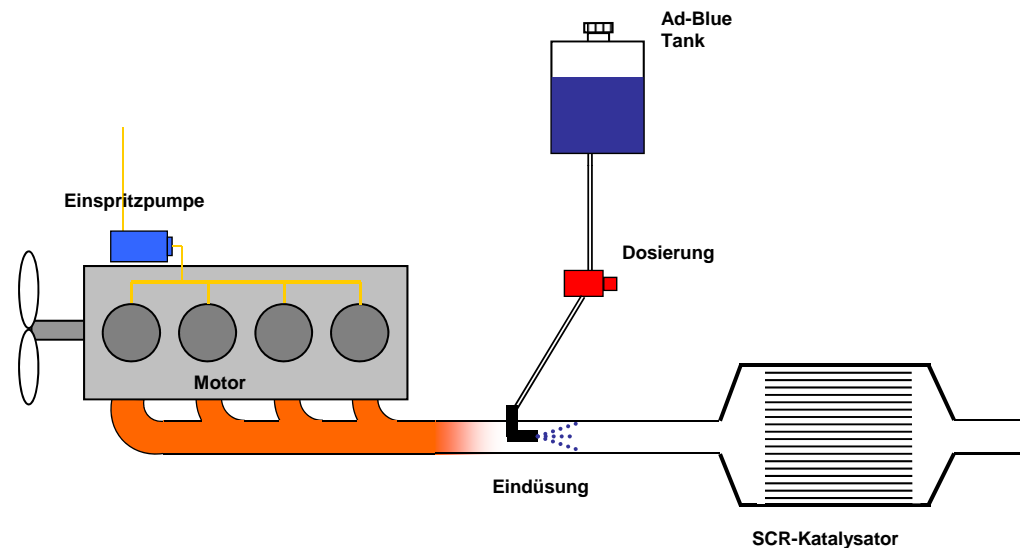 Ad-Blue
Tank
Einspritzpumpe
Dosierung
Motor
Eindüsung
SCR-Katalysator